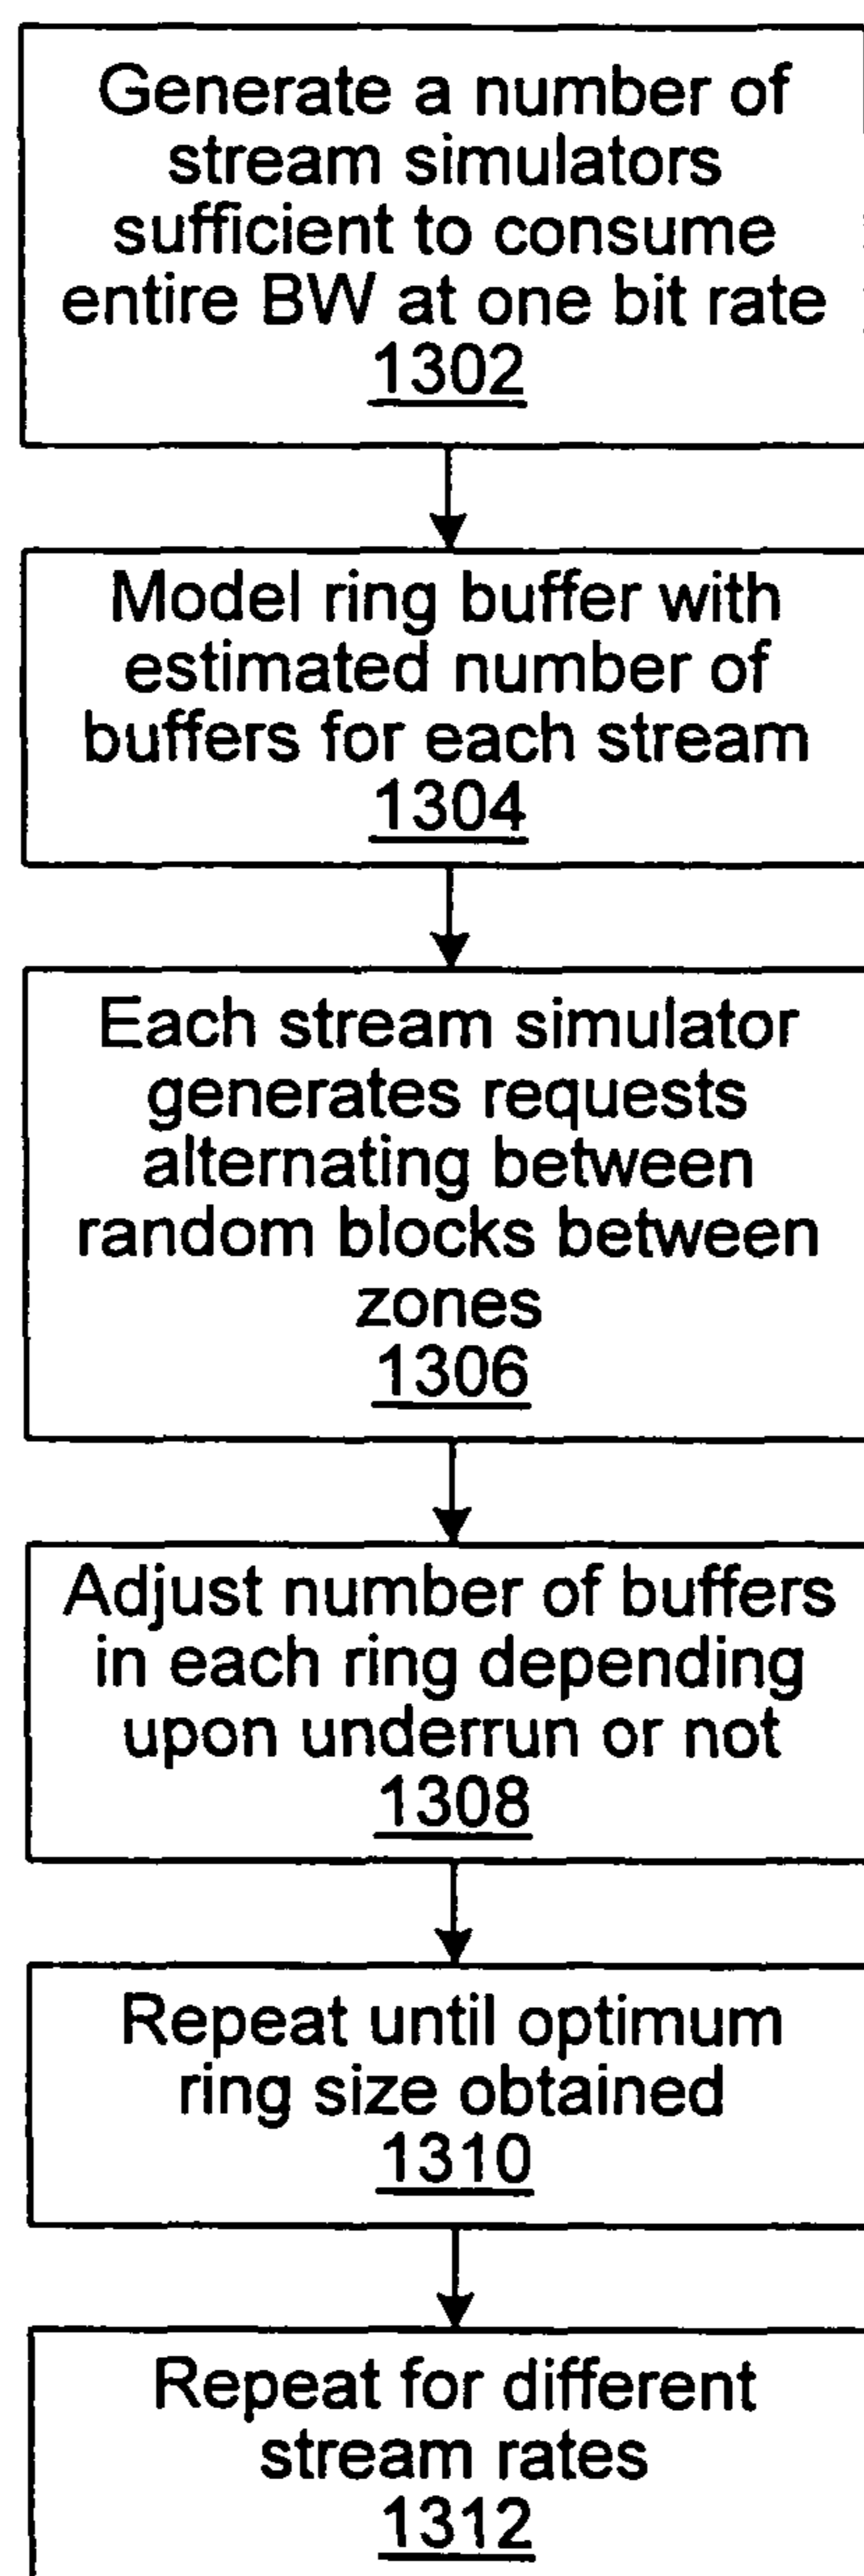 Generate a number of
stream simulators
sufficient to consume
entire BW at one bit rate
1302
Model ring buffer with
estimated number of
buffers for each stream
1304
Each stream simulator
generates requests
alternating between
random blocks between
zones
1306
Adjust number of buffers
in each ring depending
upon underrun or not
1308
Repeat until optimum
ring size obtained
1310
Repeat for different
stream rates
1312